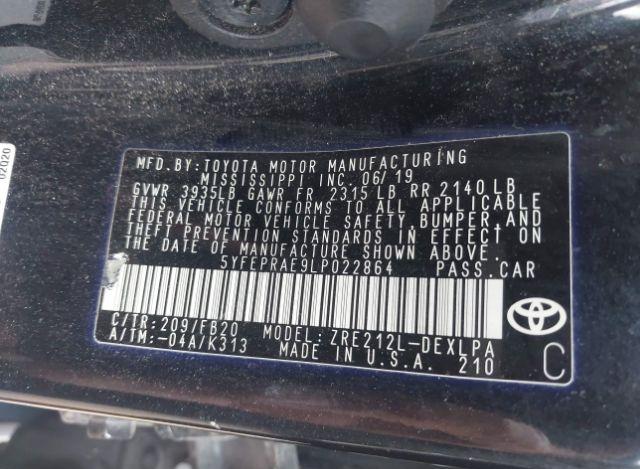 MFD.BY:TOYOTA MOTOR MANUFACTURING
MISSISSIPPI INC. 06/19
GVWR 3935LB GAWR FR 2315LB RR 2140LB
THIS VEHICLE CONFORMS TO ALL APPLICABLE
FEDERAL MOTOR VEHICLE SAFETY, BUMPER AND
THEFT PREVENTION STANDARDS IN EFFECT ON
THE DATE OF MANUFACTURE SHOWN ABOVE.
5YFEPRAE9LP022864 PASS.CAR
C/TR:209/FB20 MODEL:ZRE212L-DEXLPA
A/TM:-04A/K313 MADE IN U.S.A. 210
C
02020